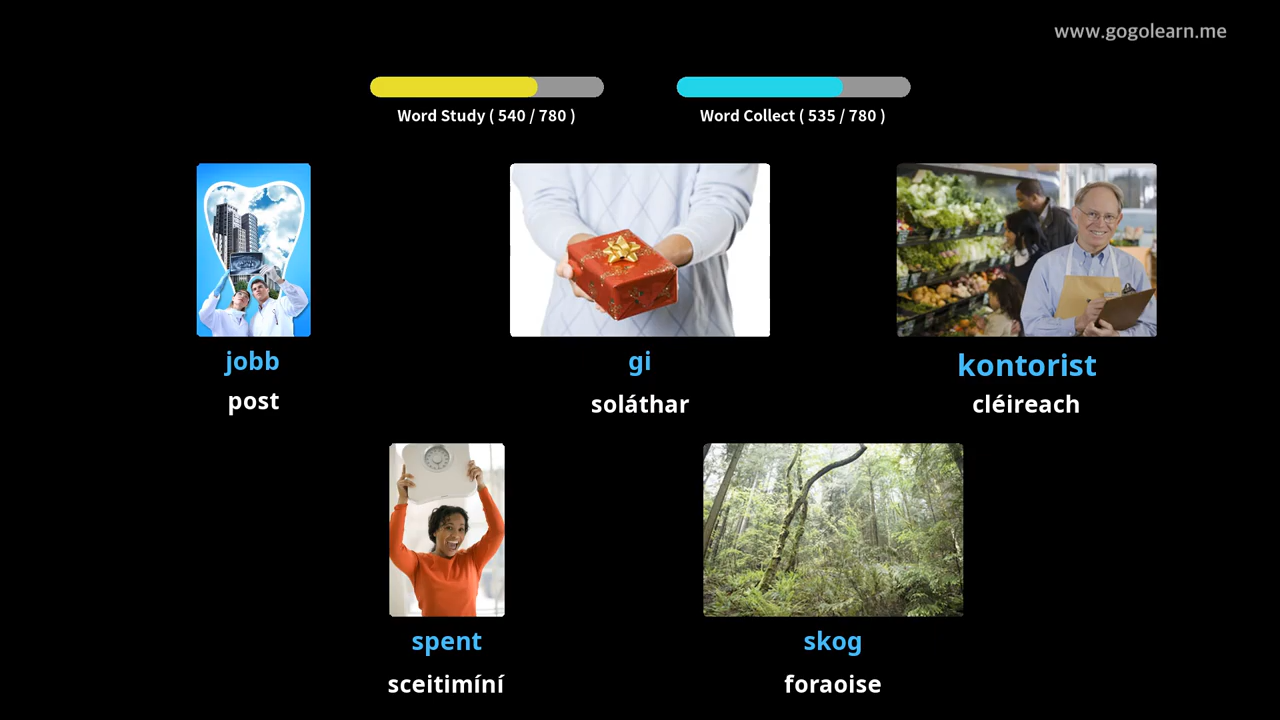 www.gogolearn.me
Word Study ( 540 / 780 )
Word Collect ( 535 / 780 )
jobb
post
gi
soláthar
kontorist
cléireach
spent
sceitimíní
skog
foraoise